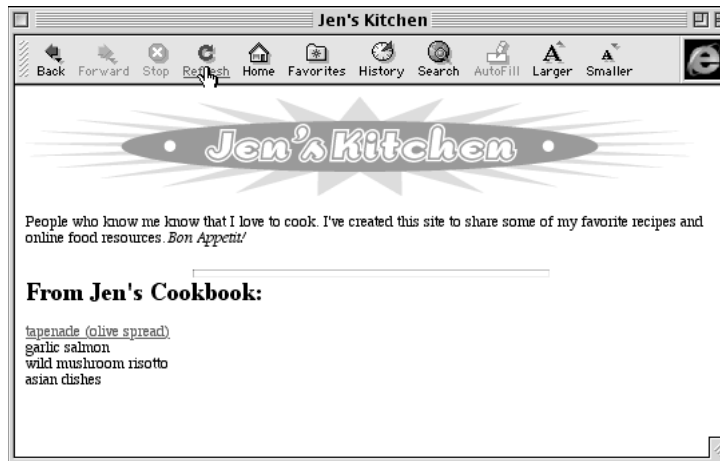 Jen's Kitchen
Back Forward Stop Refresh Home Favorites History Search AutoFill Larger Smaller
Jen's Kitchen
People who know me know that I love to cook. I've created this site to share some of my favorite recipes and
online food resources. Bon Appetit!
From Jen's Cookbook:
tapenade (olive spread)
garlic salmon
wild mushroom risotto
asian dishes